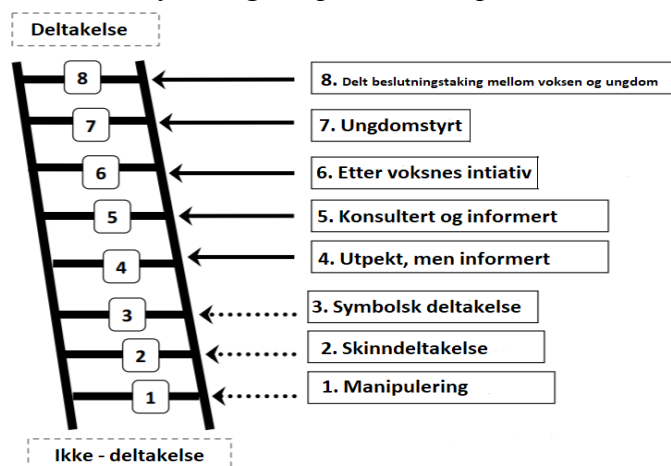 Deltakelse
8
8. Delt beslutningstaking mellom voksen og ungdom
7
7. Ungdomstyrt
6
6. Etter voksnes intiativ
5
5. Konsultert og informert
4
4. Utpekt, men informert
3
3. Symbolsk deltakelse
2
2. Skinndeltakelse
1
1. Manipulering
Ikke - deltakelse